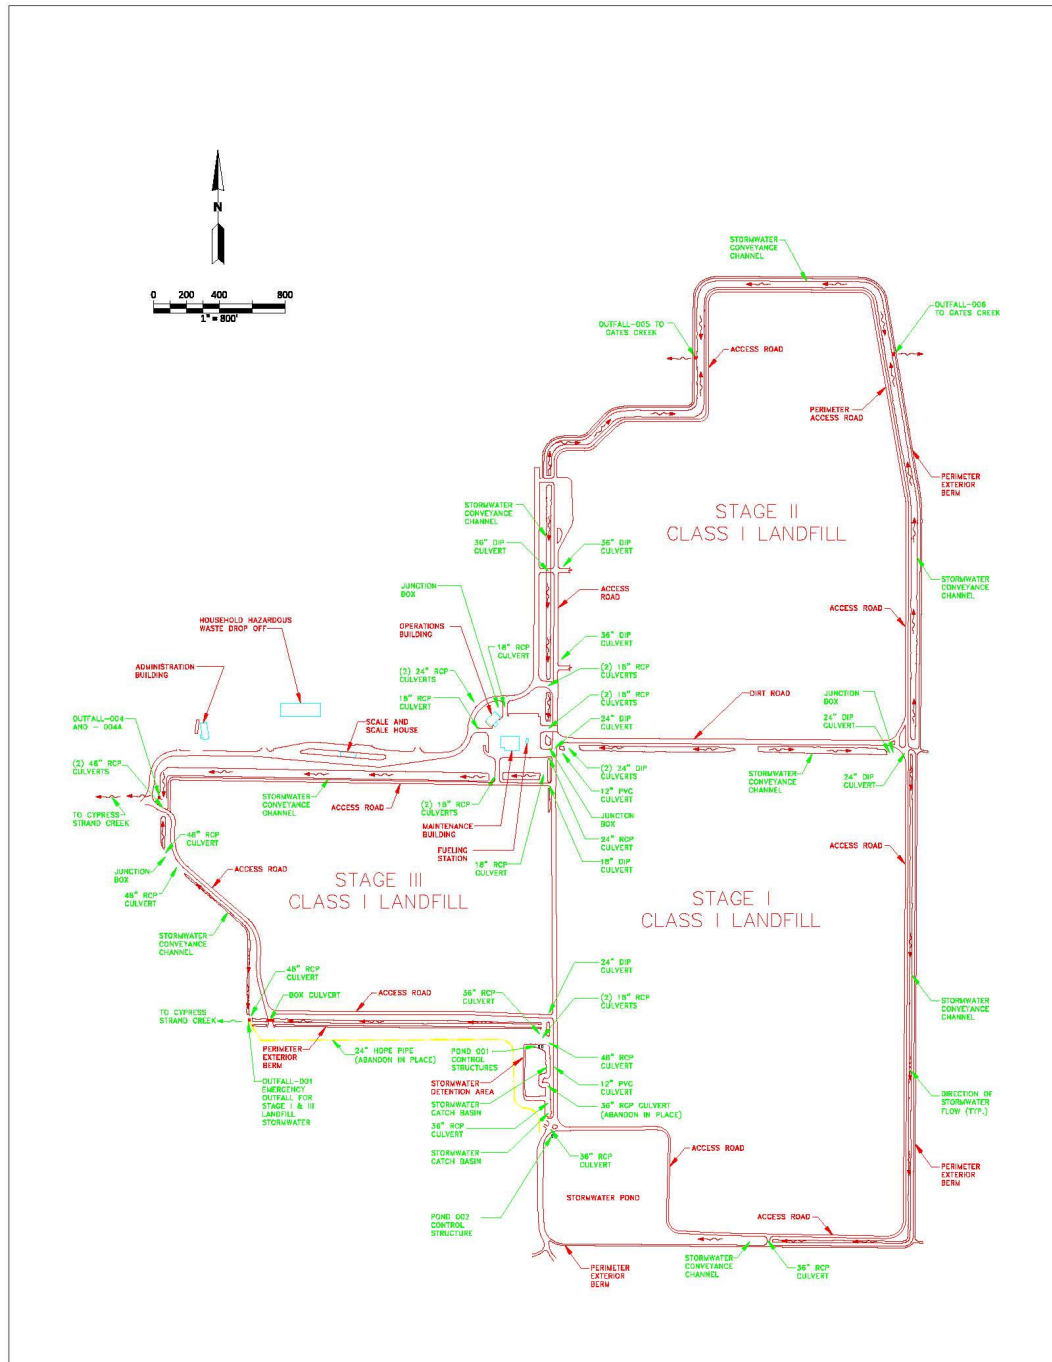 N
0 200 400 800
1" = 800'
STORMWATER
CONVEYANCE
CHANNEL
OUTFALL-006
TO GATES CREEK
OUTFALL-005 TO
GATES CREEK
ACCESS ROAD
PERIMETER
ACCESS ROAD
PERIMETER
EXTERIOR
BERM
STORMWATER
CONVEYANCE
CHANNEL
STAGE II
CLASS I LANDFILL
36" DIP
CULVERT
36" DIP
CULVERT
JUNCTION
BOX
ACCESS
ROAD
STORMWATER
CONVEYANCE
CHANNEL
ACCESS ROAD
HOUSEHOLD HAZARDOUS
WASTE DROP OFF
OPERATIONS
BUILDING
18" RCP
CULVERT
36" DIP
CULVERT
ADMINISTRATION
BUILDING
(2) 24" RCP
CULVERTS
(2) 18" RCP
CULVERTS
18" RCP
CULVERT
(2) 18" RCP
CULVERTS
DIRT ROAD
JUNCTION
BOX
OUTFALL-004
AND - 004A
SCALE AND
SCALE HOUSE
24" DIP
CULVERT
24" DIP
CULVERT
(2) 48" RCP
CULVERTS
(2) 24" DIP
CULVERTS
STORMWATER
CONVEYANCE
CHANNEL
24" DIP
CULVERT
STORMWATER
CONVEYANCE
CHANNEL
ACCESS ROAD
(2) 18" RCP
CULVERTS
12" PVC
CULVERT
TO CYPRESS
STRAND CREEK
MAINTENANCE
BUILDING
JUNCTION
BOX
48" RCP
CULVERT
FUELING
STATION
24" RCP
CULVERT
ACCESS ROAD
18" RCP
CULVERT
18" DIP
CULVERT
JUNCTION
BOX
ACCESS ROAD
48" RCP
CULVERT
STAGE III
CLASS I LANDFILL
STAGE I
CLASS I LANDFILL
STORMWATER
CONVEYANCE
CHANNEL
48" RCP
CULVERT
24" DIP
CULVERT
BOX CULVERT
ACCESS ROAD
36" RCP
CULVERT
(2) 18" RCP
CULVERTS
STORMWATER
CONVEYANCE
CHANNEL
TO CYPRESS
STRAND CREEK
PERIMETER
EXTERIOR
BERM
24" HDPE PIPE
(ABANDON IN PLACE)
POND 001
CONTROL
STRUCTURES
48" RCP
CULVERT
OUTFALL-001
EMERGENCY
OUTFALL FOR
STAGE I & III
LANDFILL
STORMWATER
STORMWATER
DETENTION AREA
12" PVC
CULVERT
STORMWATER
CATCH BASIN
36" RCP CULVERT
(ABANDON IN PLACE)
DIRECTION OF
STORMWATER
FLOW (TYP.)
36" RCP
CULVERT
STORMWATER
CATCH BASIN
36" RCP
CULVERT
ACCESS ROAD
PERIMETER
EXTERIOR
BERM
STORMWATER POND
POND 002
CONTROL
STRUCTURE
ACCESS ROAD
STORMWATER
CONVEYANCE
CHANNEL
36" RCP
CULVERT
PERIMETER
EXTERIOR
BERM